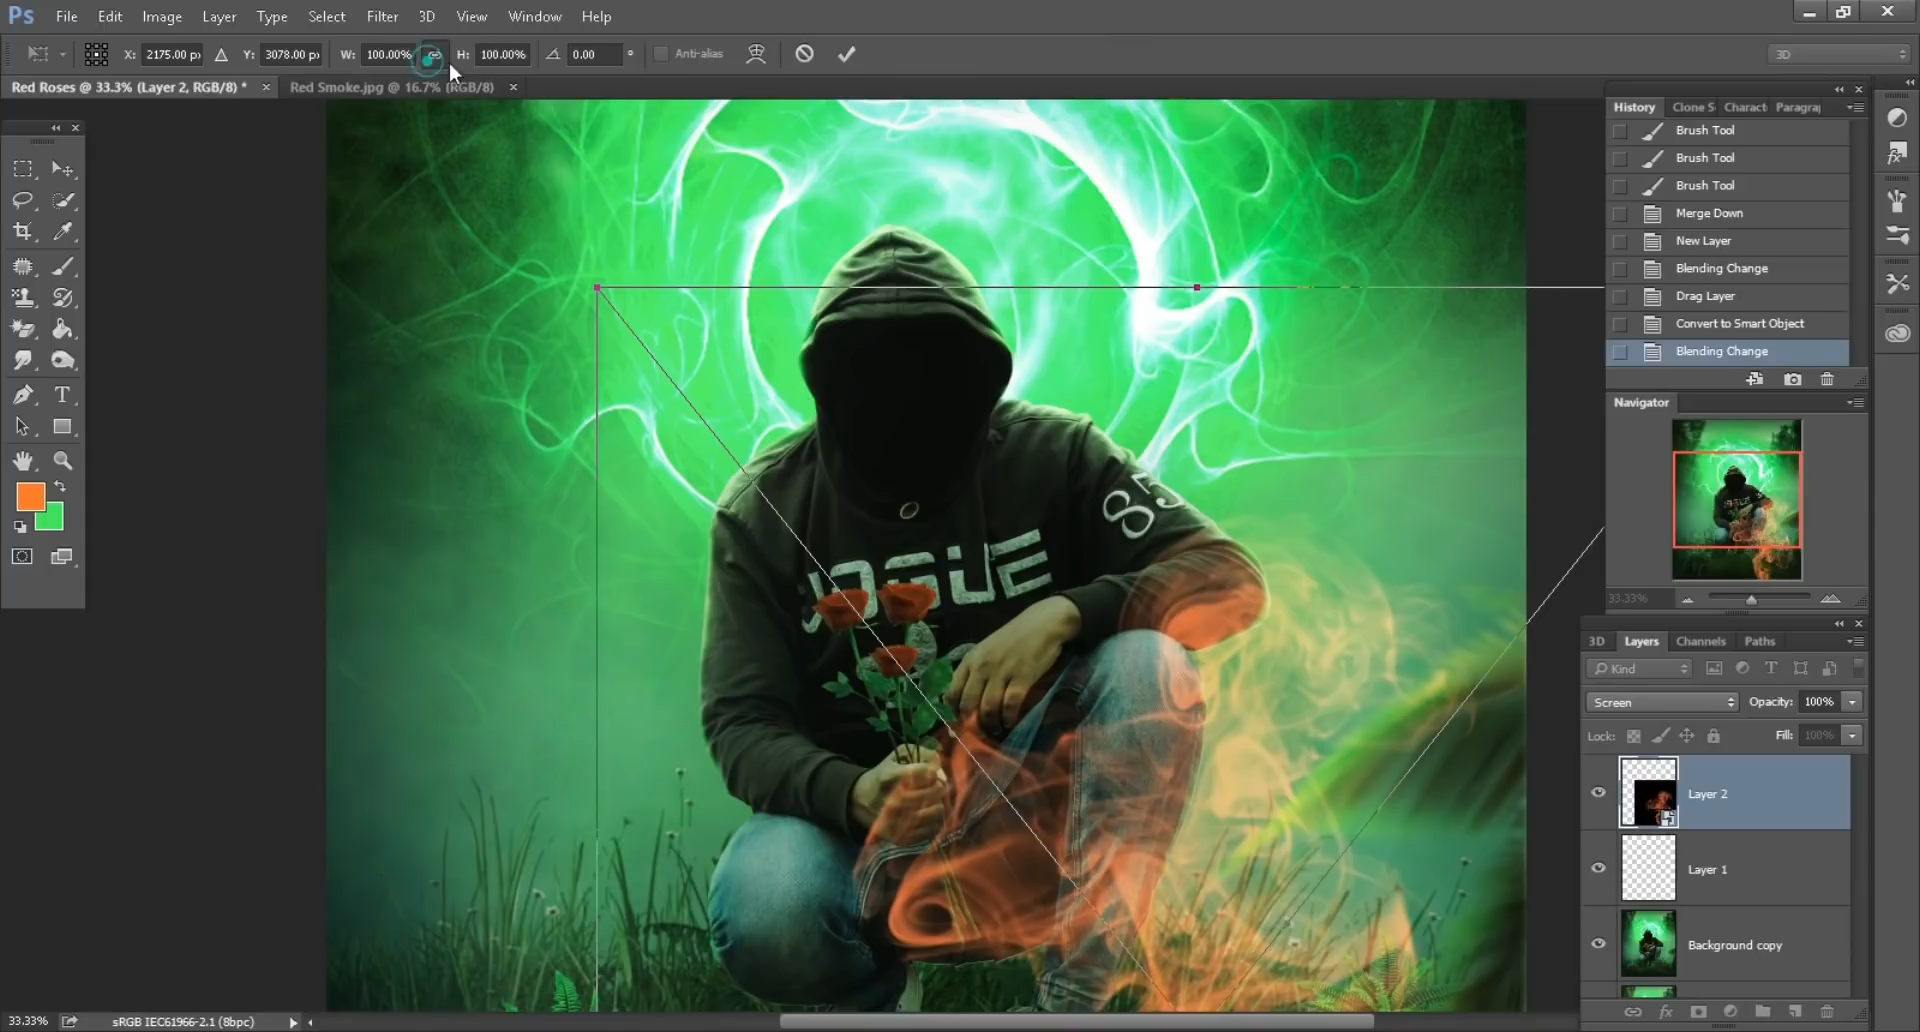 Ps File Edit Image Layer Type Select Filter 3D View Window Help
X: 2175.00 px Y: 3078.00 px W: 100.00% H: 100.00% 0.00 ° Anti-alias 3D
Red Roses @ 33.3% (Layer 2, RGB/8) * × Red Smoke.jpg @ 16.7% (RGB/8) ×
History Clone S Charact Paragra
Brush Tool
Brush Tool
Brush Tool
Merge Down
New Layer
Blending Change
Drag Layer
Convert to Smart Object
Blending Change
Navigator
33.33%
3D Layers Channels Paths
Kind
Screen Opacity: 100%
Lock: Fill: 100%
Layer 2
Layer 1
Background copy
85
VOGUE
33.33% sRGB IEC61966-2.1 (8bpc)